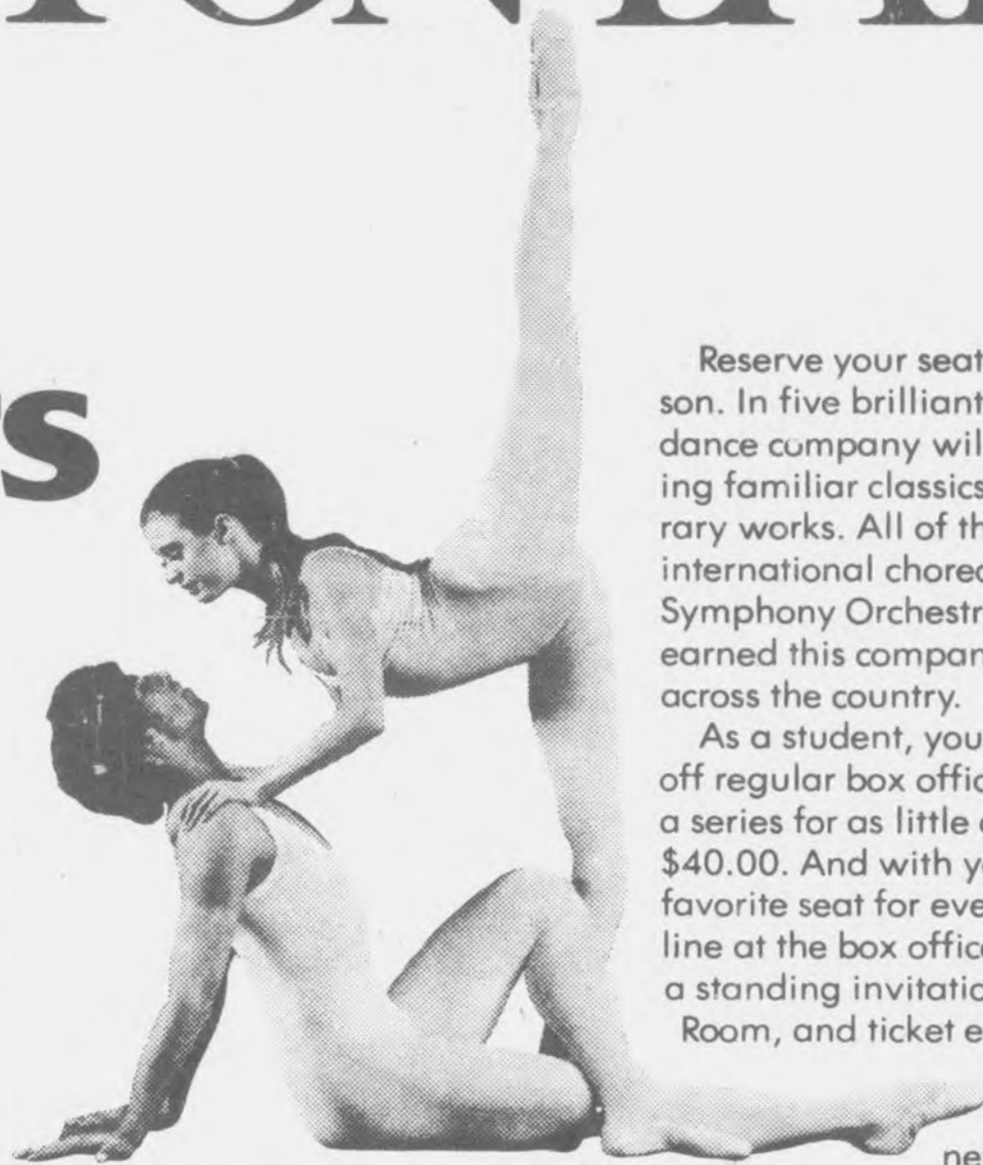 s
Reserve your seat
son. In five brilliant
dance company wil
ing familiar classics
rary works. All of th
international chore
Symphony Orchestr
earned this compan
across the country.
As a student, you
off regular box offic
a series for as little
$40.00. And with y
favorite seat for eve
line at the box offic
a standing invitatio
Room, and ticket e
ne